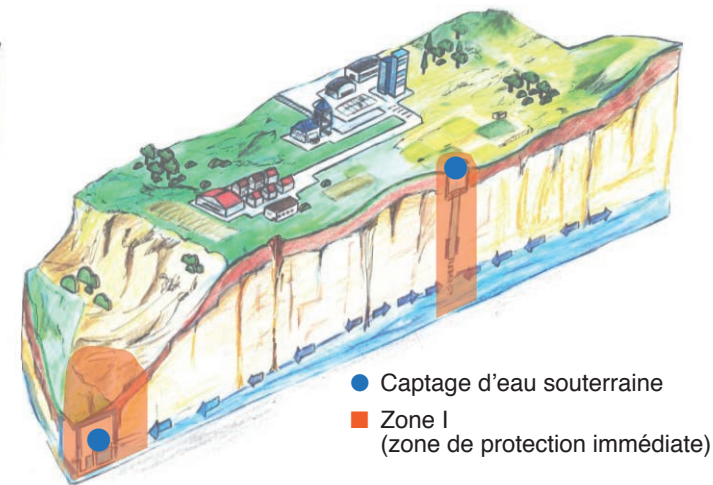 Captage d'eau souterraine
Zone I
(zone de protection immédiate)